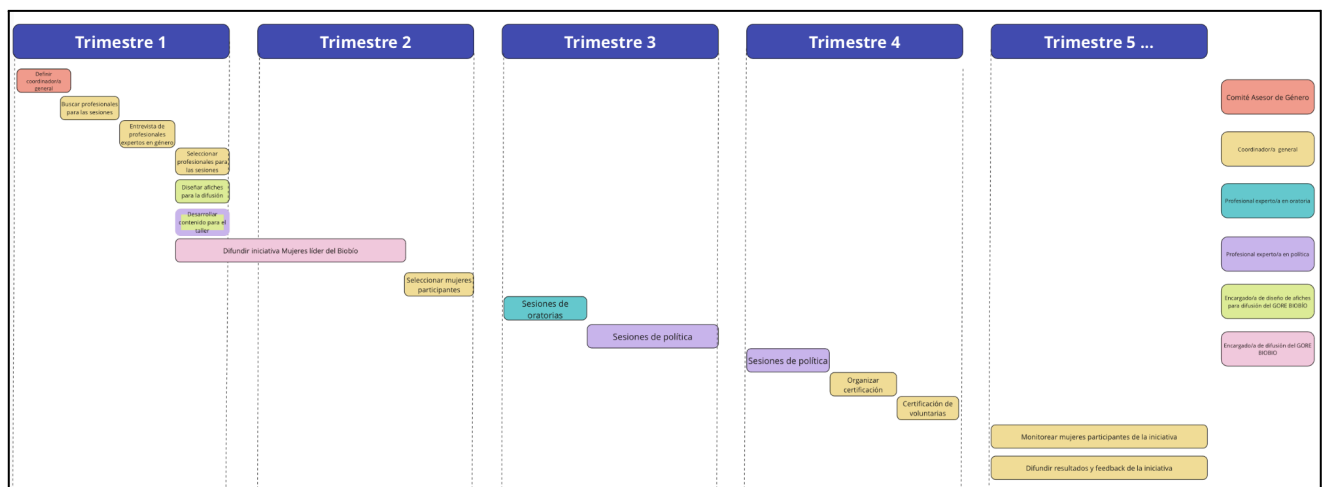 Trimestre 1
Trimestre 2
Trimestre 3
Trimestre 4
Trimestre 5 ...
Definir
coordinador/a
general
Buscar profesionales
para las sesiones
Entrevista de
profesionales
expertos en género
Seleccionar
profesionales para
las sesiones
Diseñar afiches
para la difusión
Desarrollar
contenido para el
taller
Difundir iniciativa Mujeres líder del Biobío
Seleccionar mujeres
participantes
Sesiones de
oratorias
Sesiones de política
Sesiones de política
Organizar
certificación
Certificación de
voluntarias
Monitorear mujeres participantes de la iniciativa
Difundir resultados y feedback de la iniciativa
Comité Asesor de Género
Coordinador/a general
Profesional experto/a en oratoria
Profesional experto/a en política
Encargado/a de diseño de afiches
para difusión del GORE BIOBÍO
Encargado/a de difusión del GORE
BIOBIO